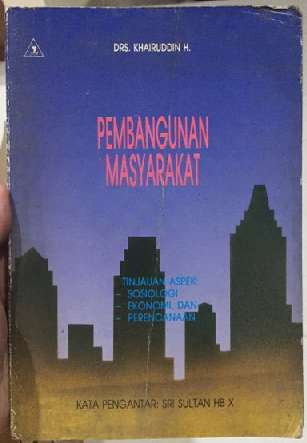 DRS. KHAIRUDDIN H.
PEMBANGUNAN
MASYARAKAT
TINJAUAN ASPEK:
- SOSIOLOGI
- EKONOMI, DAN
- PERENCANAAN
KATA PENGANTAR: SRI SULTAN HB X